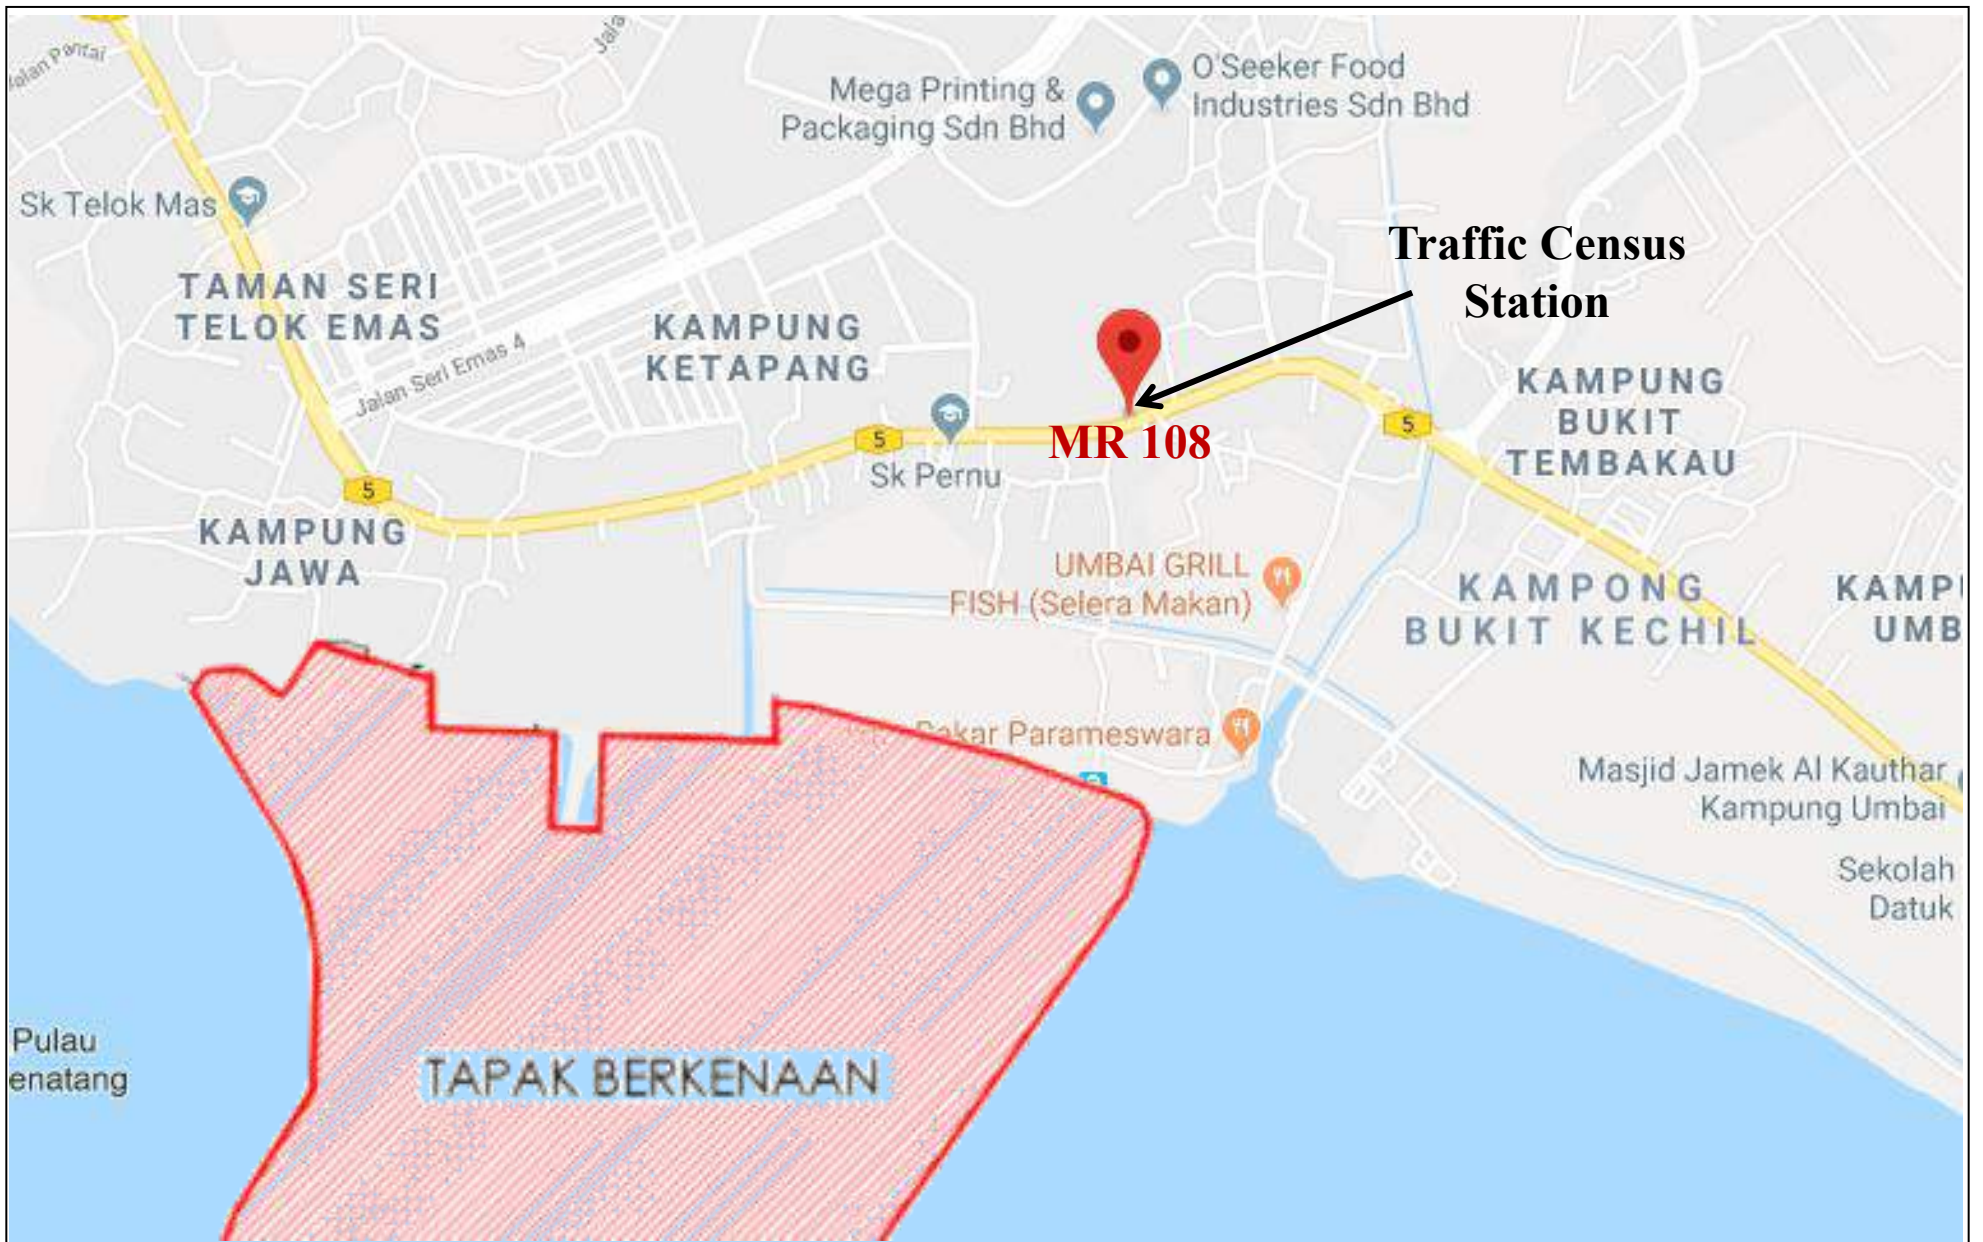 Jalan Pantai
Jala
Mega Printing &
Packaging Sdn Bhd
O'Seeker Food
Industries Sdn Bhd
Sk Telok Mas
Traffic Census
Station
TAMAN SERI
TELOK EMAS
KAMPUNG
KETAPANG
Jalan Seri Emas 4
KAMPUNG
BUKIT
TEMBAKAU
5
5
5
MR 108
Sk Pernu
KAMPUNG
JAWA
UMBAI GRILL
FISH (Selera Makan)
KAMPONG
BUKIT KECHIL
KAMP
UMB
Parameswara
Masjid Jamek Al Kauthar
Kampung Umbai
Sekolah
Datuk
Pulau
enatang
TAPAK BERKENAAN